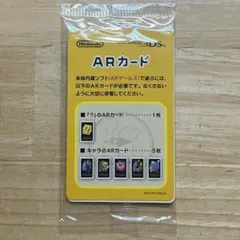 Nintendo
3DS
ARカード
本体内蔵ソフト「ARゲームズ」で遊ぶには、
以下のARカードが必要です。なくさない
ように大切に保管してください。
■「？」のARカード 1枚
■キャラのARカード 5枚